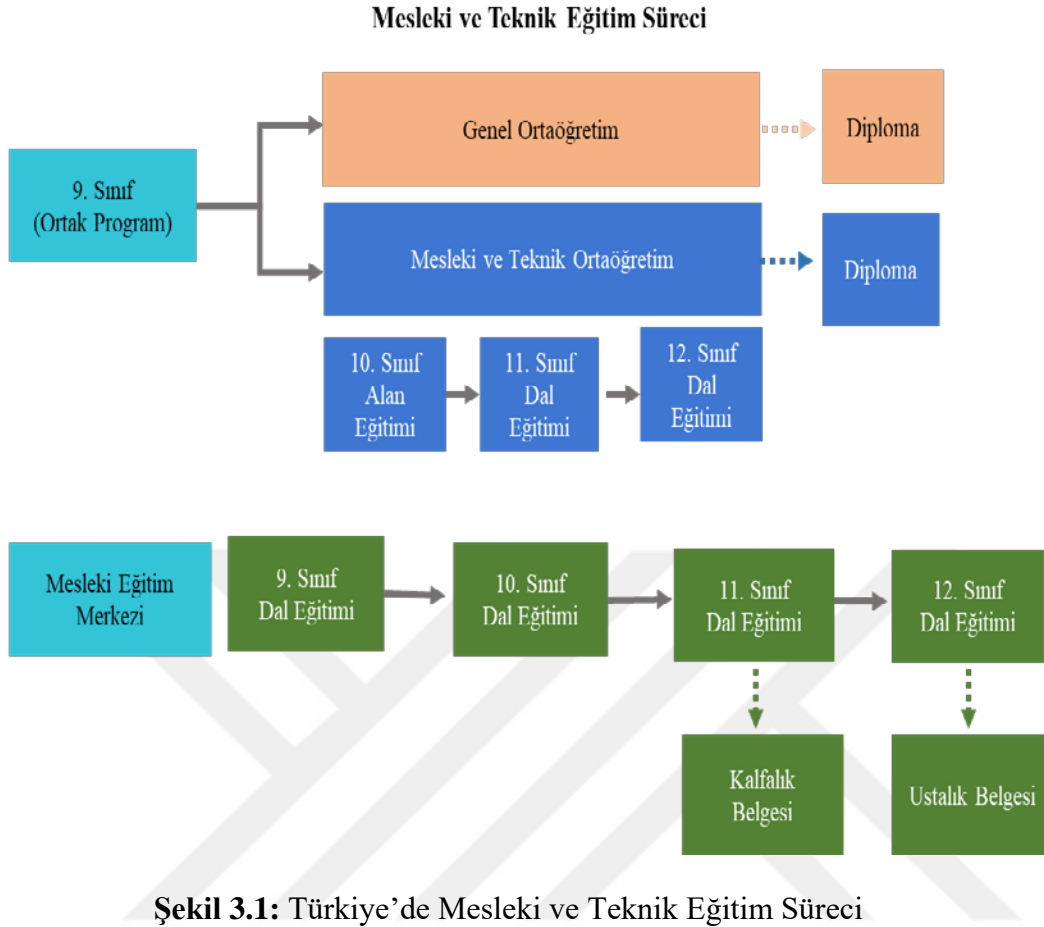 Mesleki ve Teknik Eğitim Süreci
Genel Ortaöğretim
Diploma
9. Sınıf
(Ortak Program)
Mesleki ve Teknik Ortaöğretim
Diploma
10. Sınıf
Alan
Eğitimi
11. Sınıf
Dal
Eğitimi
12. Sınıf
Dal
Eğitimi
Mesleki Eğitim
Merkezi
9. Sınıf
Dal Eğitimi
10. Sınıf
Dal Eğitimi
11. Sınıf
Dal Eğitimi
12. Sınıf
Dal Eğitimi
Kalfalık
Belgesi
Ustalık Belgesi
Şekil 3.1: Türkiye’de Mesleki ve Teknik Eğitim Süreci